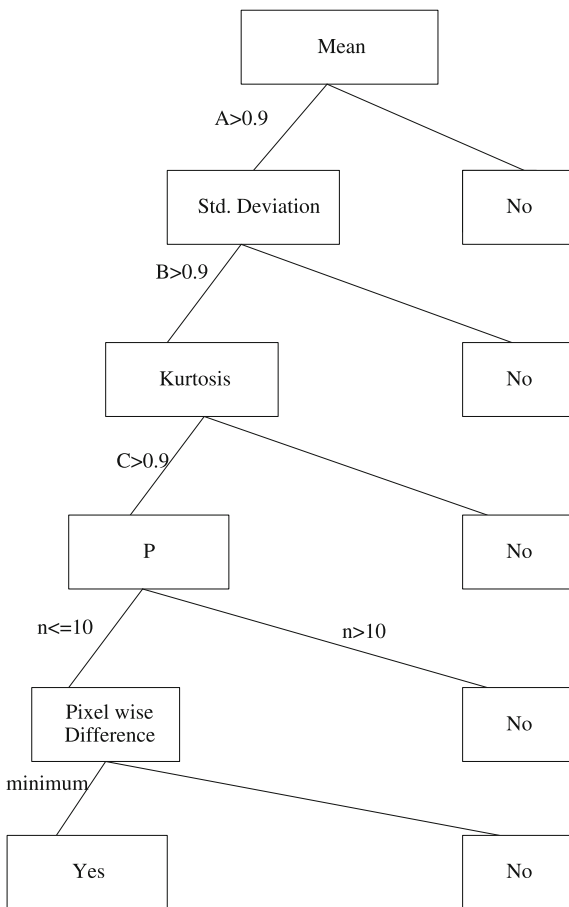 Mean
A>0.9
Std. Deviation
No
B>0.9
Kurtosis
No
C>0.9
P
No
n<=10
n>10
Pixel wise
Difference
No
minimum
Yes
No